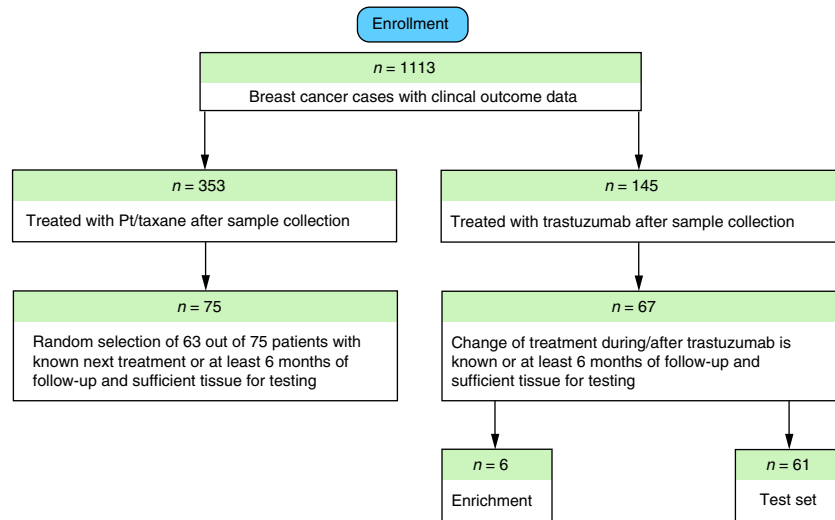 Enrollment
n = 1113
Breast cancer cases with clincal outcome data
n = 353
Treated with Pt/taxane after sample collection
n = 145
Treated with trastuzumab after sample collection
n = 75
Random selection of 63 out of 75 patients with
known next treatment or at least 6 months of
follow-up and sufficient tissue for testing
n = 67
Change of treatment during/after trastuzumab is
known or at least 6 months of follow-up and
sufficient tissue for testing
n = 6
Enrichment
n = 61
Test set